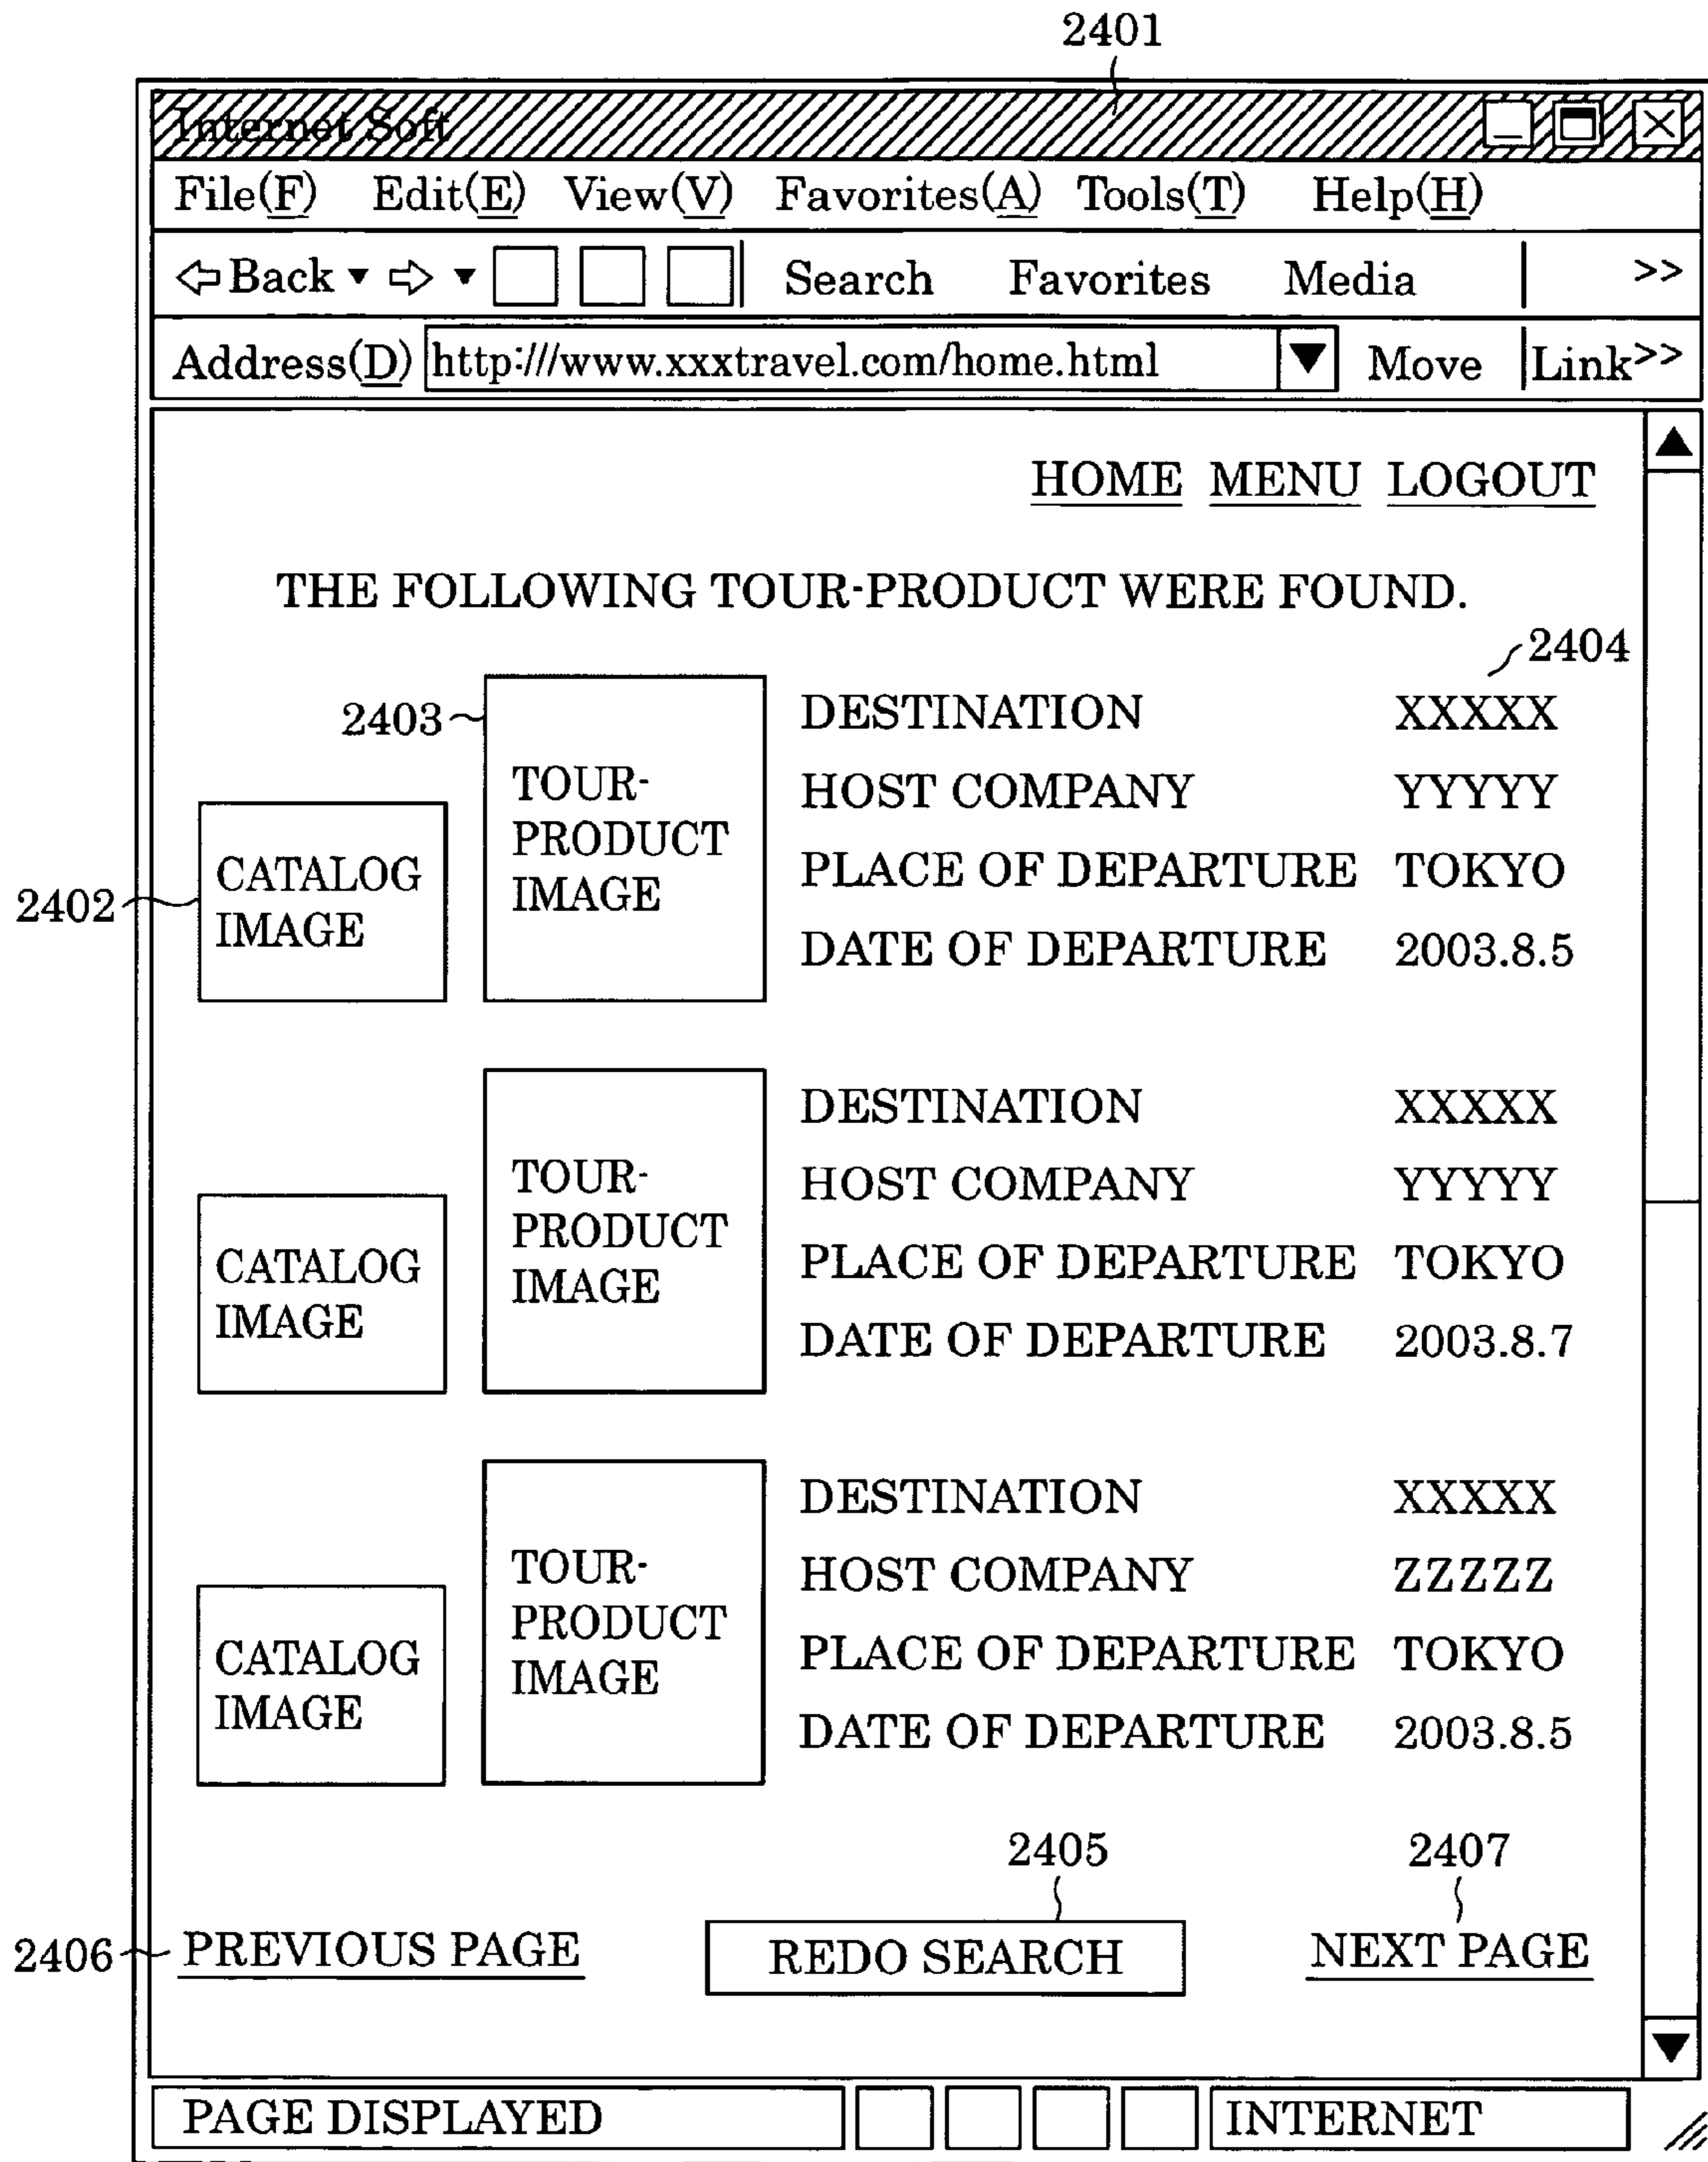 2401
Internet Soft
File(F) Edit(E) View(V) Favorites(A) Tools(T) Help(H)
Back Search Favorites Media >>
Address(D) http:///www.xxxtravel.com/home.html Move Link>>
HOME MENU LOGOUT
THE FOLLOWING TOUR-PRODUCT WERE FOUND.
2404
2403
2402
CATALOG
IMAGE
TOUR-
PRODUCT
IMAGE
DESTINATION XXXXX
HOST COMPANY YYYYY
PLACE OF DEPARTURE TOKYO
DATE OF DEPARTURE 2003.8.5
CATALOG
IMAGE
TOUR-
PRODUCT
IMAGE
DESTINATION XXXXX
HOST COMPANY YYYYY
PLACE OF DEPARTURE TOKYO
DATE OF DEPARTURE 2003.8.7
CATALOG
IMAGE
TOUR-
PRODUCT
IMAGE
DESTINATION XXXXX
HOST COMPANY ZZZZZ
PLACE OF DEPARTURE TOKYO
DATE OF DEPARTURE 2003.8.5
2405
2407
2406
PREVIOUS PAGE REDO SEARCH NEXT PAGE
PAGE DISPLAYED INTERNET